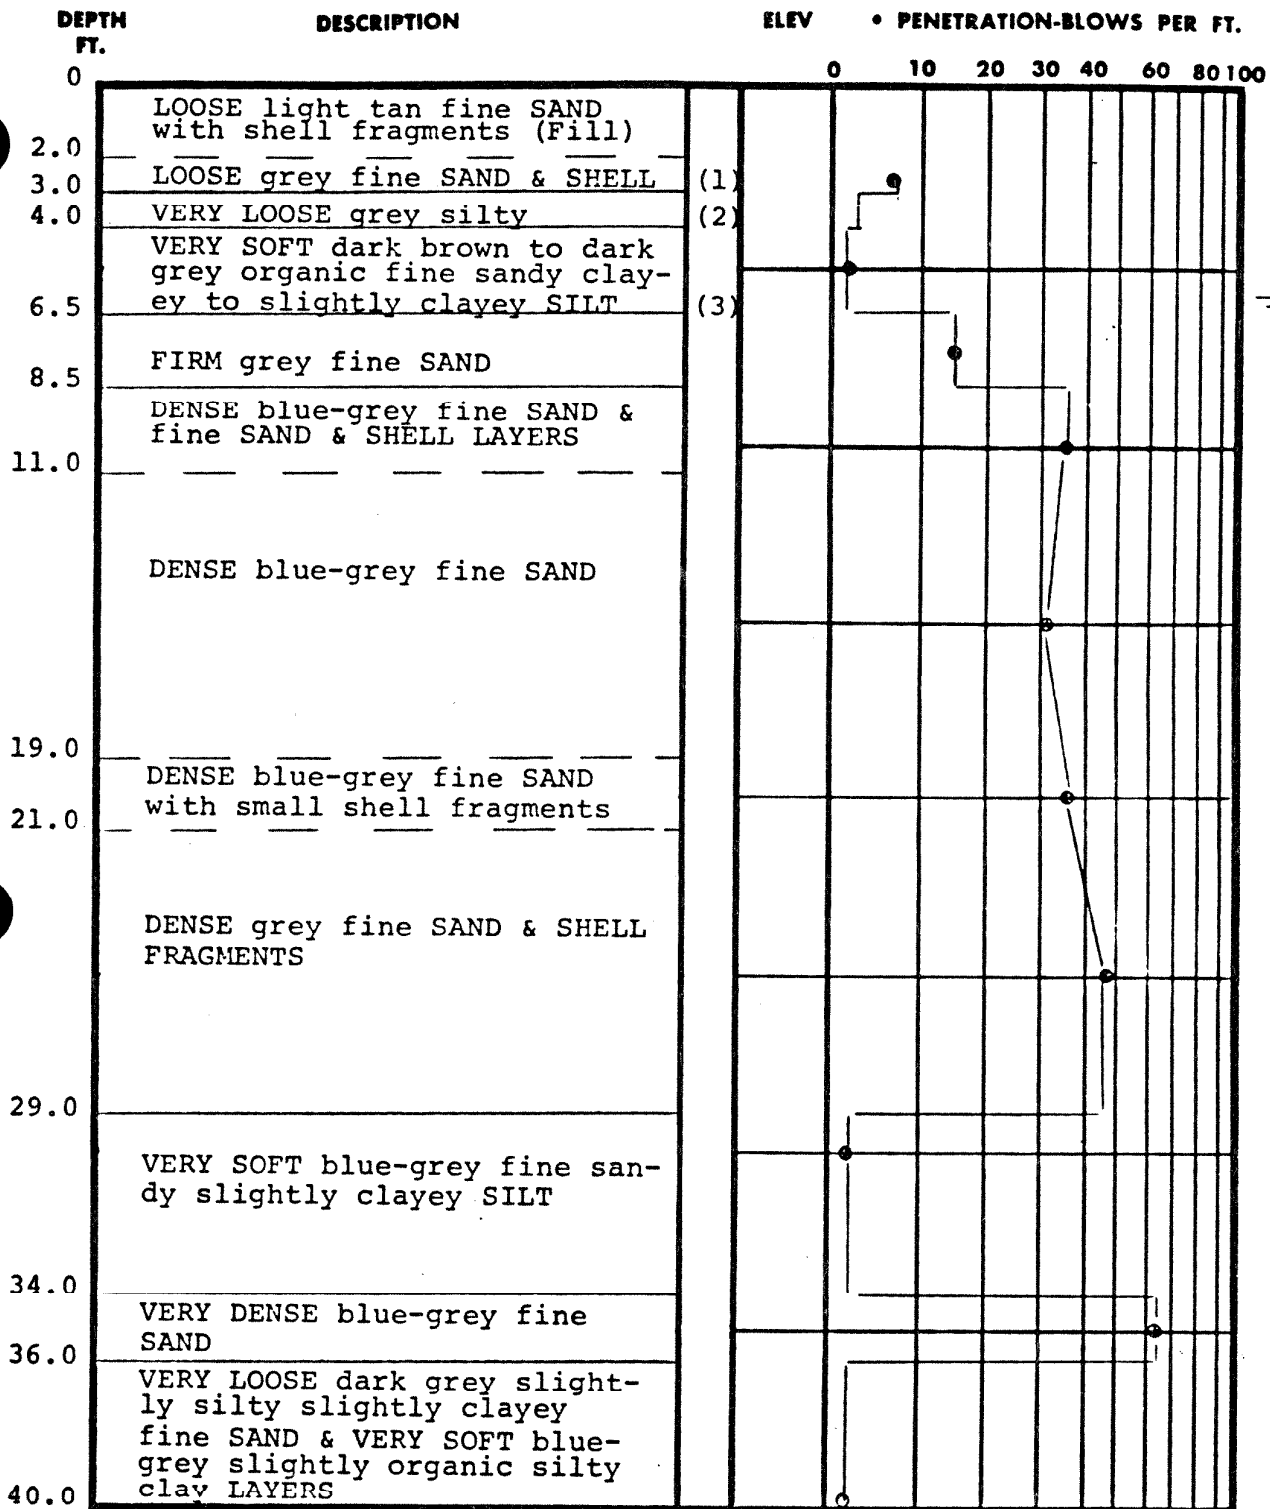 DEPTH FT. DESCRIPTION ELEV • PENETRATION-BLOWS PER FT.
0 0 10 20 30 40 60 80 100
LOOSE light tan fine SAND
with shell fragments (Fill)
2.0
LOOSE grey fine SAND & SHELL (1)
3.0
VERY LOOSE grey silty (2)
4.0
VERY SOFT dark brown to dark
grey organic fine sandy clay-
ey to slightly clayey SILT (3)
6.5
FIRM grey fine SAND
8.5
DENSE blue-grey fine SAND &
fine SAND & SHELL LAYERS
11.0
DENSE blue-grey fine SAND
19.0
DENSE blue-grey fine SAND
with small shell fragments
21.0
DENSE grey fine SAND & SHELL
FRAGMENTS
29.0
VERY SOFT blue-grey fine san-
dy slightly clayey SILT
34.0
VERY DENSE blue-grey fine
SAND
36.0
VERY LOOSE dark grey slight-
ly silty slightly clayey
fine SAND & VERY SOFT blue-
grey slightly organic silty
clay LAYERS
40.0